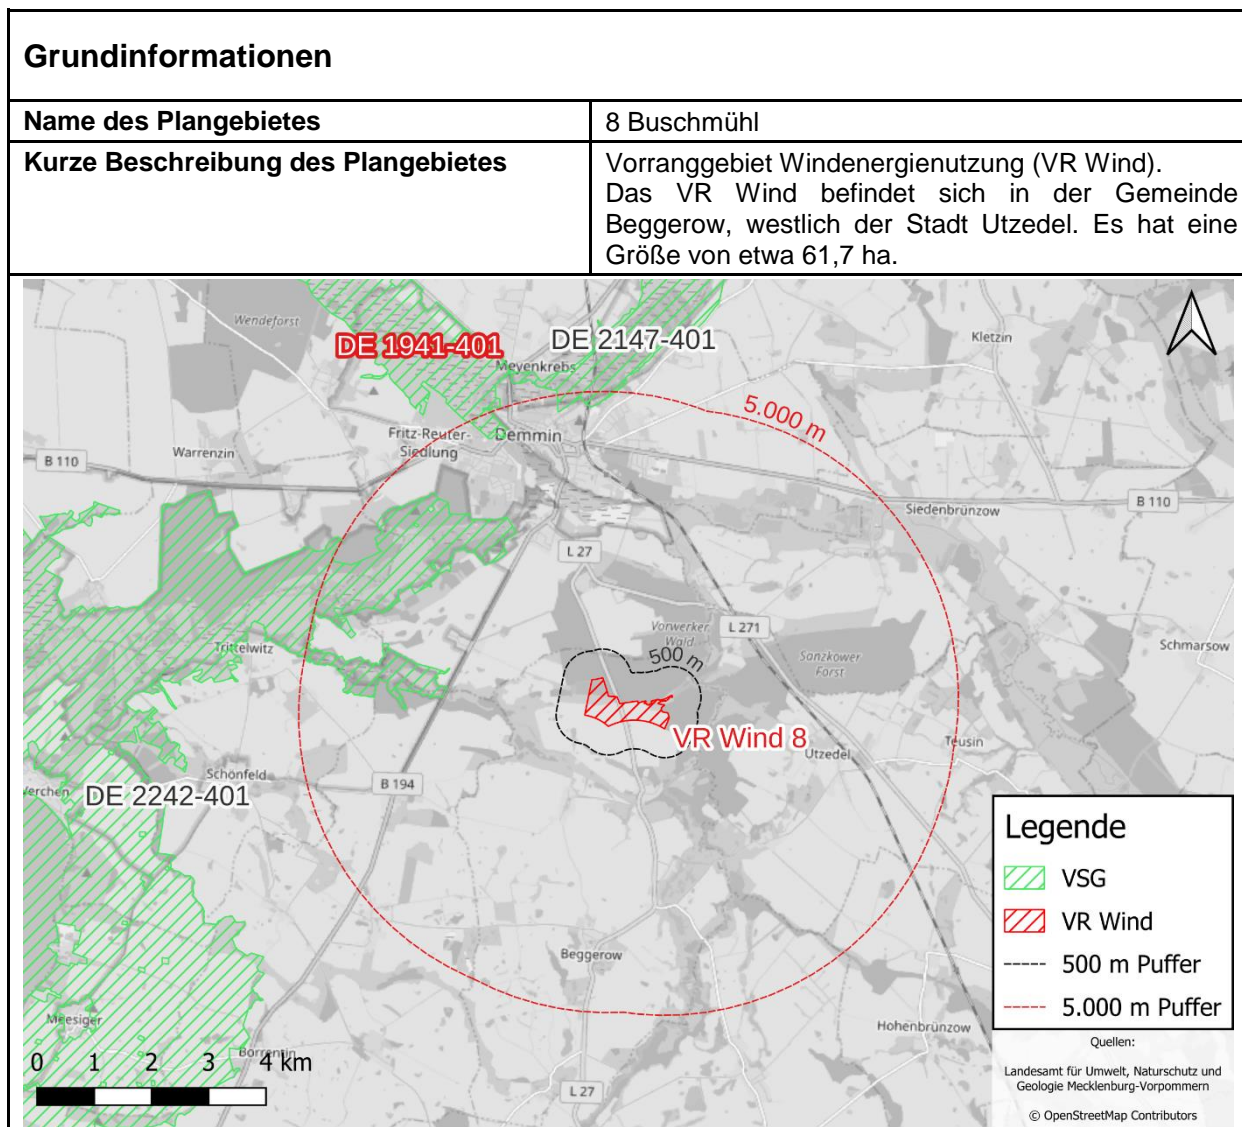 Grundinformationen
Name des Plangebietes
8 Buschmühl
Kurze Beschreibung des Plangebietes
Vorranggebiet Windenergienutzung (VR Wind).
Das VR Wind befindet sich in der Gemeinde
Beggerow, westlich der Stadt Utzedel. Es hat eine
Größe von etwa 61,7 ha.
Wendeforst
DE 1941-401
DE 2147-401
Meyenkrebs
Kletzin
5.000 m
Fritz-Reuter-
Siedlung
Demmin
Warrenzin
B 110
B 110
Siedenbrünzow
L 27
Vorwerker
Wald
L 271
Sanzkower
Forst
Schmarsow
Trittelwitz
500 m
VR Wind 8
Utzedel
Teusin
Schönfeld
B 194
Verchen
DE 2242-401
Beggerow
Meesiger
Borrentin
Hohenbrünzow
L 27
0 1 2 3 4 km
Legende
VSG
VR Wind
500 m Puffer
5.000 m Puffer
Quellen:
Landesamt für Umwelt, Naturschutz und
Geologie Mecklenburg-Vorpommern
© OpenStreetMap Contributors